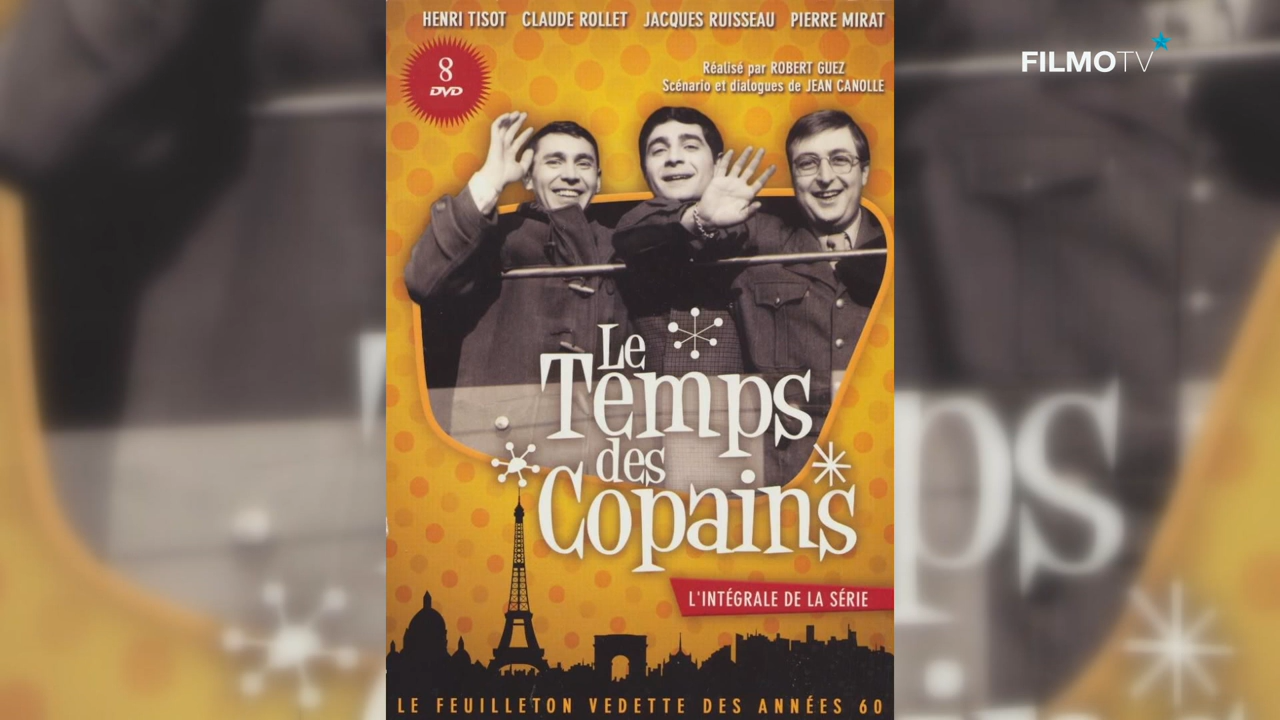 HENRI TISOT CLAUDE ROLLET JACQUES RUISSEAU PIERRE MIRAT
8
DVD
Réalisé par ROBERT GUEZ
Scénario et dialogues de JEAN CANOLLE
FILMOTV
Le
Temps
des
Copains
L'INTÉGRALE DE LA SÉRIE
LE FEUILLETON VEDETTE DES ANNÉES 60
ps